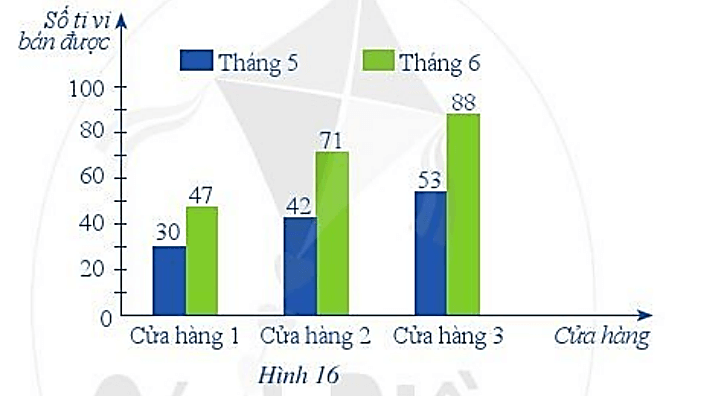 Số ti vi
bán được
Tháng 5
Tháng 6
100
80
60
40
20
0
30
47
42
71
53
88
Cửa hàng 1
Cửa hàng 2
Cửa hàng 3
Cửa hàng
Hình 16